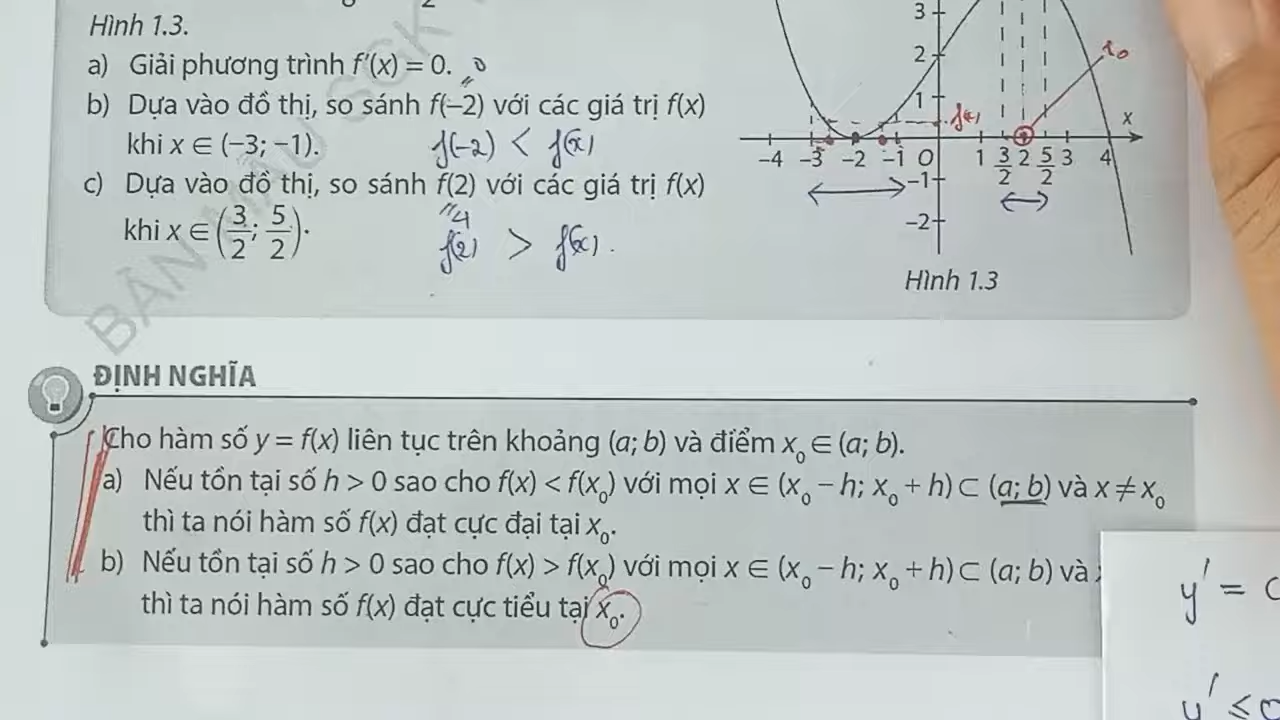 Hình 1.3.
a) Giải phương trình f'(x) = 0.
0
"
b) Dựa vào đồ thị, so sánh f(–2) với các giá trị f(x)
khi x ∈ (–3; –1).
f(-2) < f(x)
c) Dựa vào đồ thị, so sánh f(2) với các giá trị f(x)
khi x ∈ (3/2; 5/2).
"4
f(2) > f(x).
3
2
1
–1
–2
–4 –3 –2 –1 O 1 3/2 2 5/2 3 4
x
f(x)
x₀
Hình 1.3
BẢN MẪU SGK
ĐỊNH NGHĨA
Cho hàm số y = f(x) liên tục trên khoảng (a; b) và điểm x₀ ∈ (a; b).
a) Nếu tồn tại số h > 0 sao cho f(x) < f(x₀) với mọi x ∈ (x₀ – h; x₀ + h) ⊂ (a; b) và x ≠ x₀
thì ta nói hàm số f(x) đạt cực đại tại x₀.
b) Nếu tồn tại số h > 0 sao cho f(x) > f(x₀) với mọi x ∈ (x₀ – h; x₀ + h) ⊂ (a; b) và
thì ta nói hàm số f(x) đạt cực tiểu tại x₀.
y' =
y' ≤